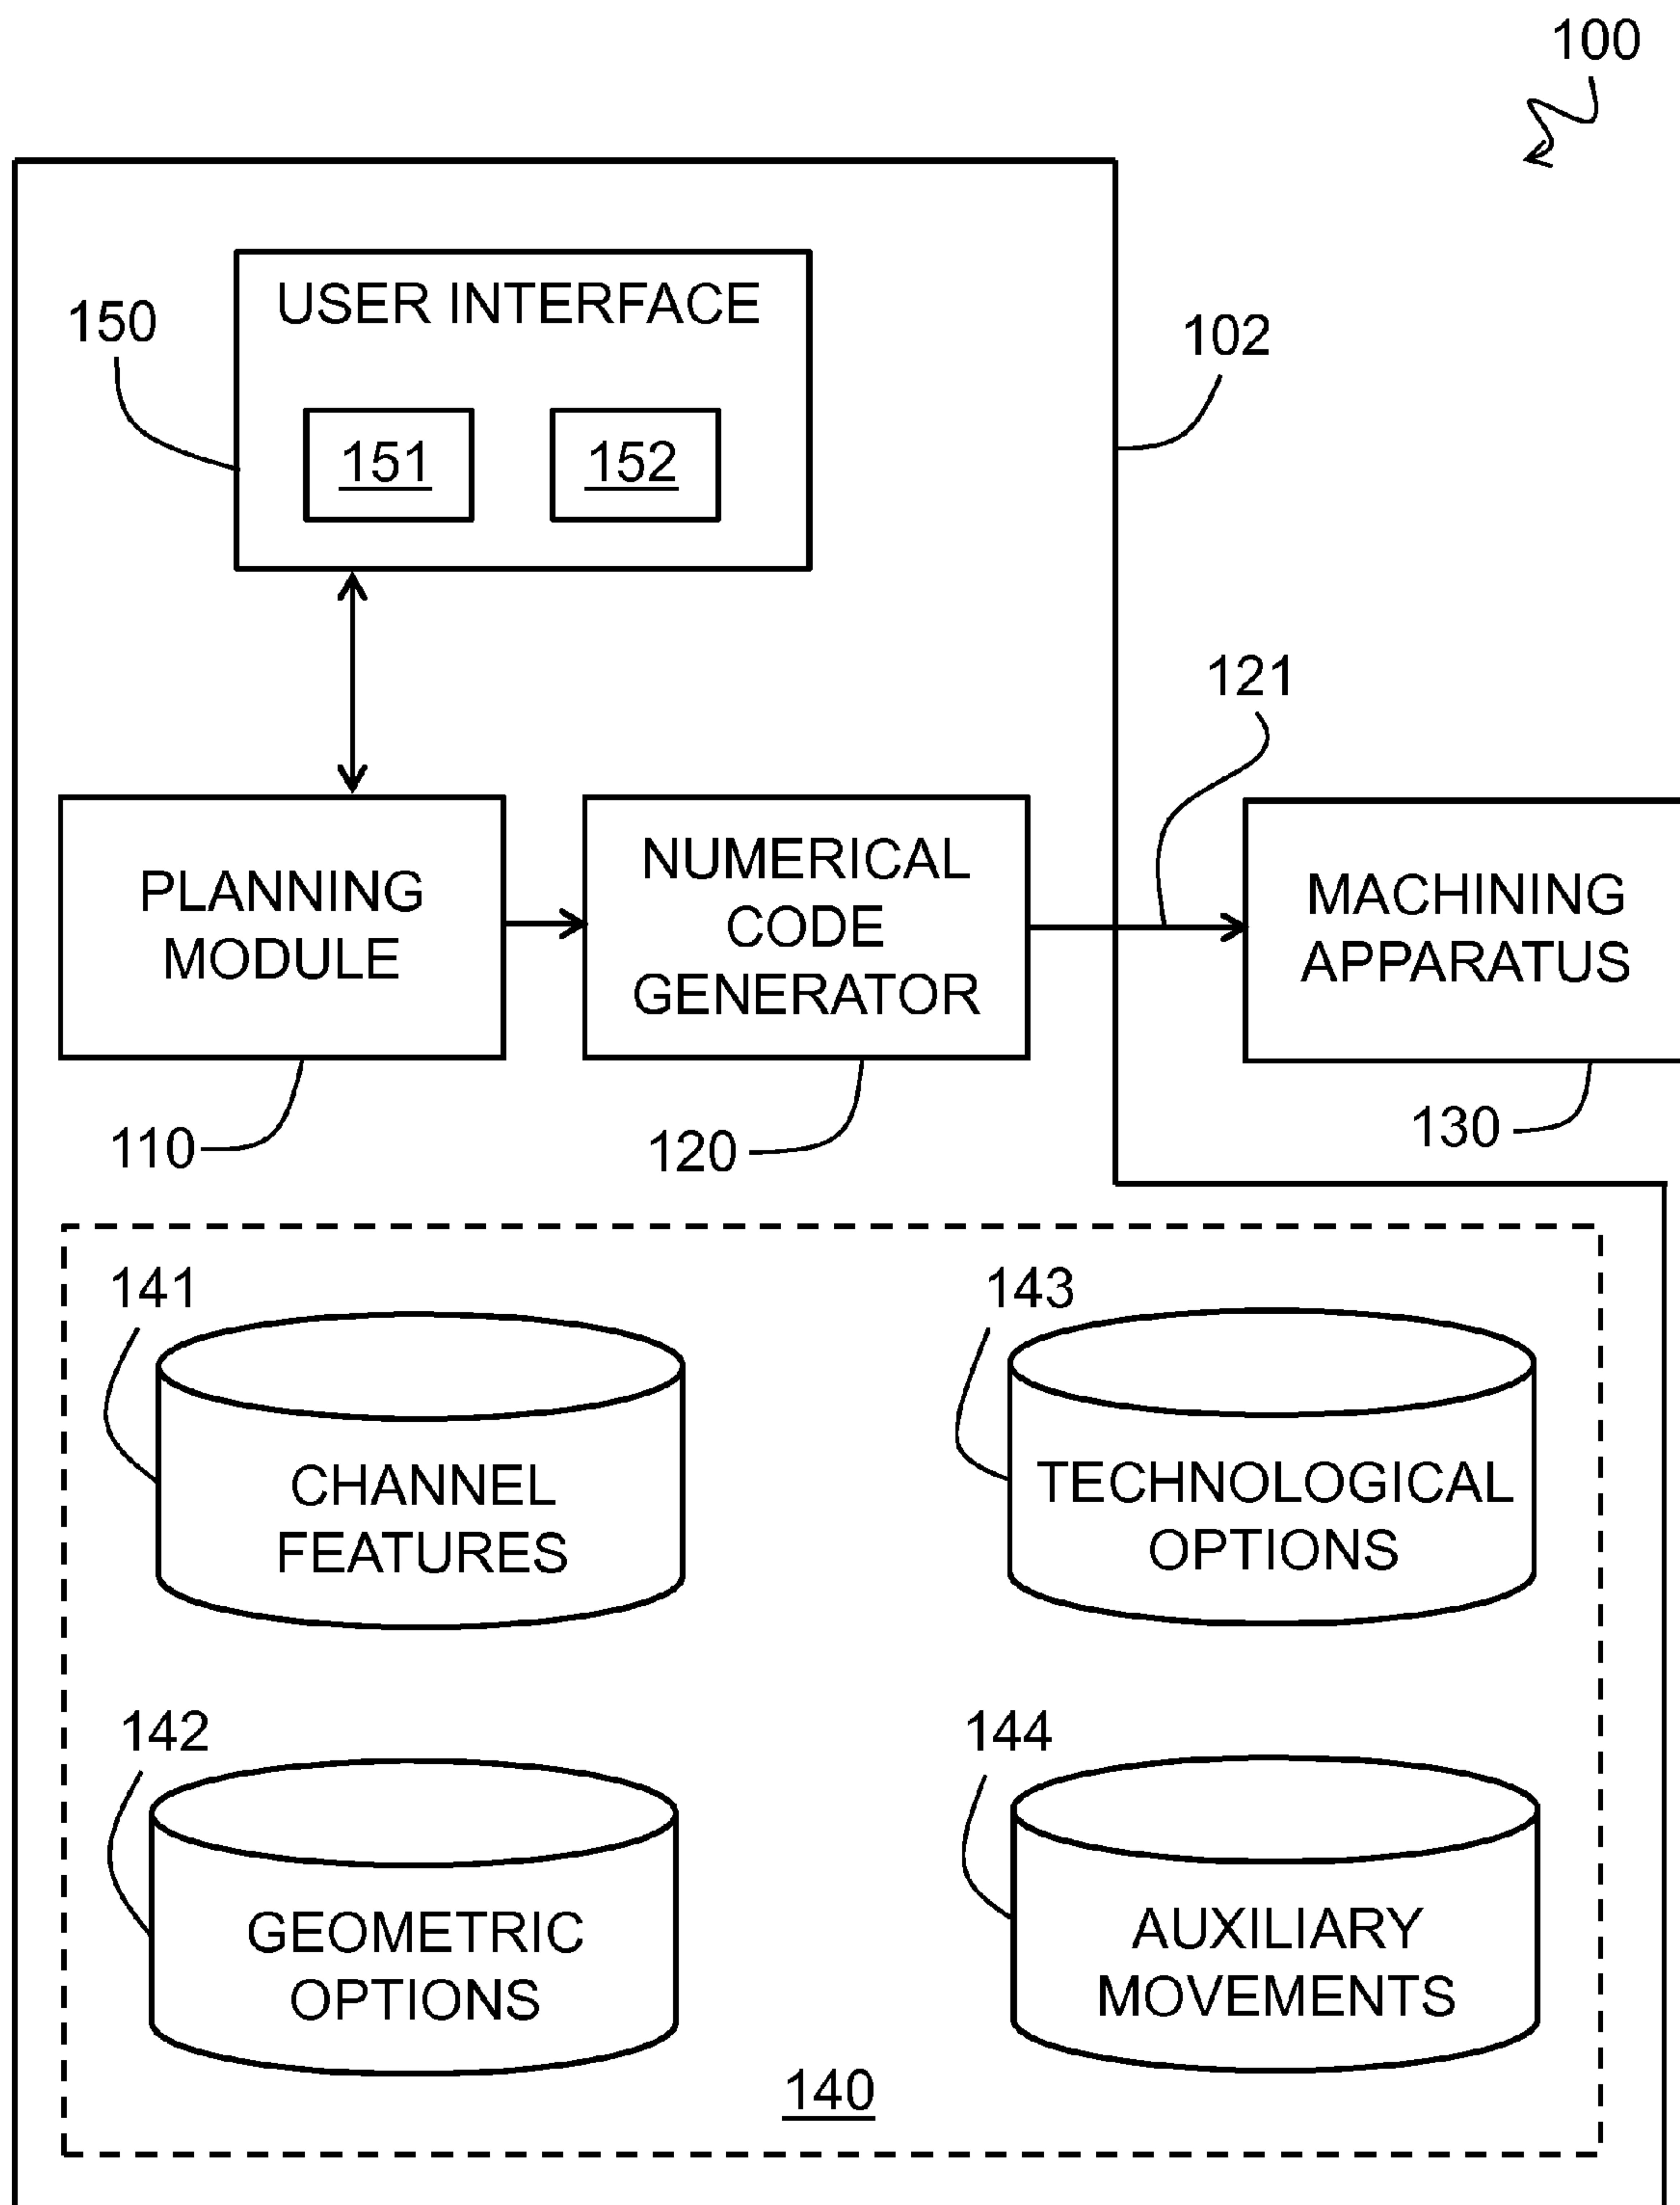 100
USER INTERFACE
150
102
151
152
121
PLANNING
MODULE
NUMERICAL
CODE
GENERATOR
MACHINING
APPARATUS
110
120
130
141
143
CHANNEL
FEATURES
TECHNOLOGICAL
OPTIONS
142
144
GEOMETRIC
OPTIONS
AUXILIARY
MOVEMENTS
140